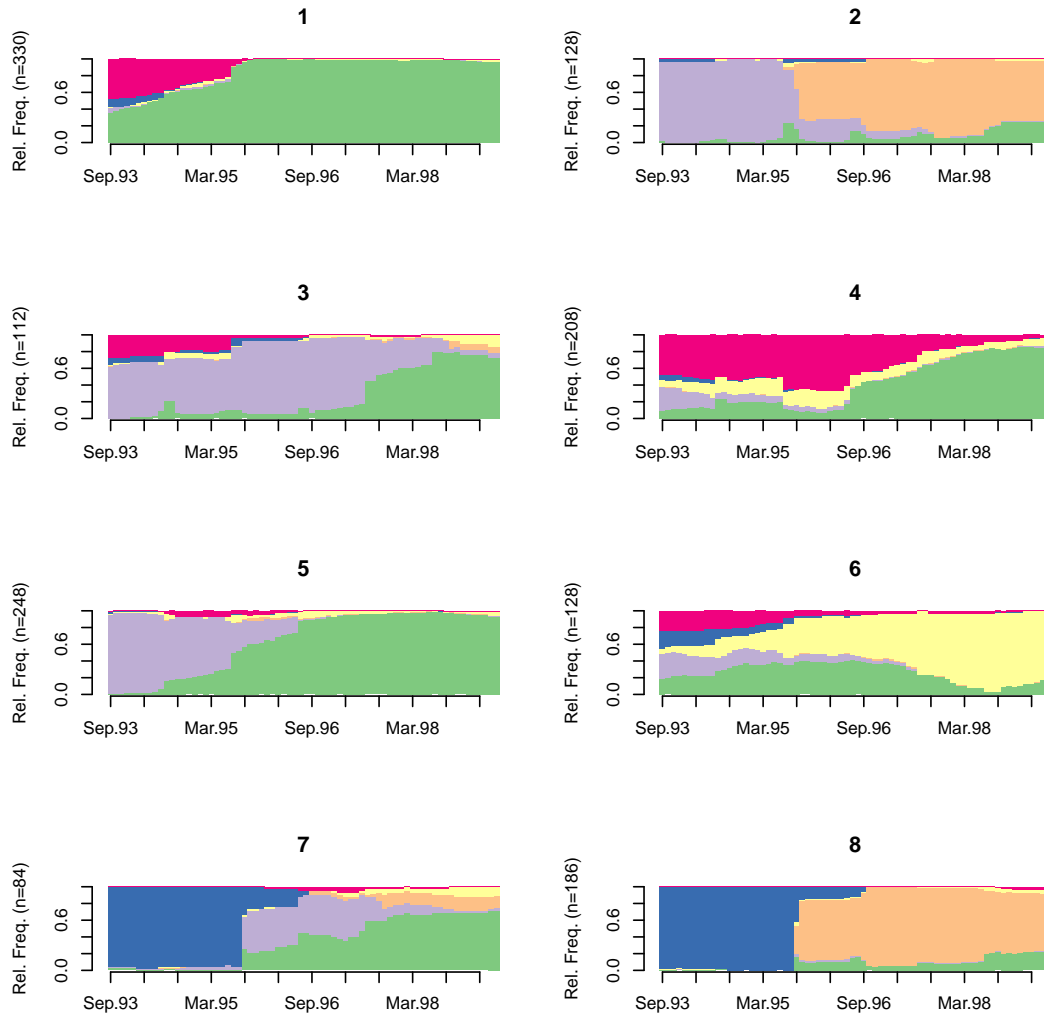 1
Rel. Freq. (n=330)
0.0 0.6
Sep.93 Mar.95 Sep.96 Mar.98
2
Rel. Freq. (n=128)
0.0 0.6
Sep.93 Mar.95 Sep.96 Mar.98
3
Rel. Freq. (n=112)
0.0 0.6
Sep.93 Mar.95 Sep.96 Mar.98
4
Rel. Freq. (n=208)
0.0 0.6
Sep.93 Mar.95 Sep.96 Mar.98
5
Rel. Freq. (n=248)
0.0 0.6
Sep.93 Mar.95 Sep.96 Mar.98
6
Rel. Freq. (n=128)
0.0 0.6
Sep.93 Mar.95 Sep.96 Mar.98
7
Rel. Freq. (n=84)
0.0 0.6
Sep.93 Mar.95 Sep.96 Mar.98
8
Rel. Freq. (n=186)
0.0 0.6
Sep.93 Mar.95 Sep.96 Mar.98